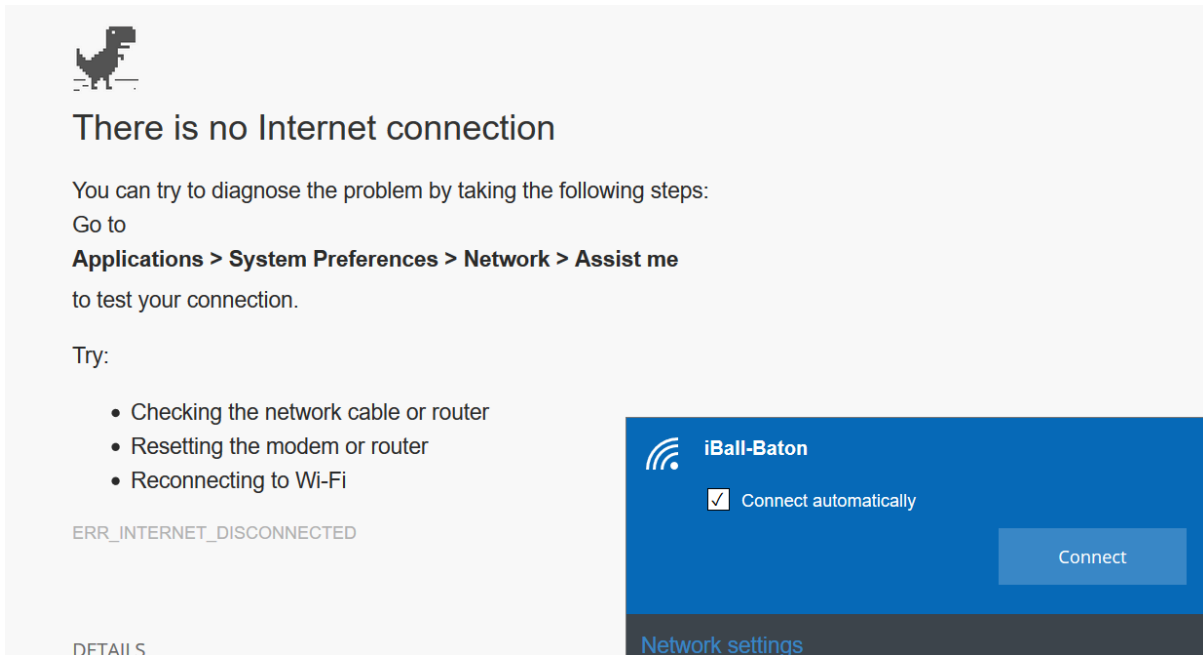 There is no Internet connection
You can try to diagnose the problem by taking the following steps:
Go to
Applications > System Preferences > Network > Assist me
to test your connection.
Try:
• Checking the network cable or router
• Resetting the modem or router
• Reconnecting to Wi-Fi
ERR_INTERNET_DISCONNECTED
DETAILS
iBall-Baton
Connect automatically
Connect
Network settings